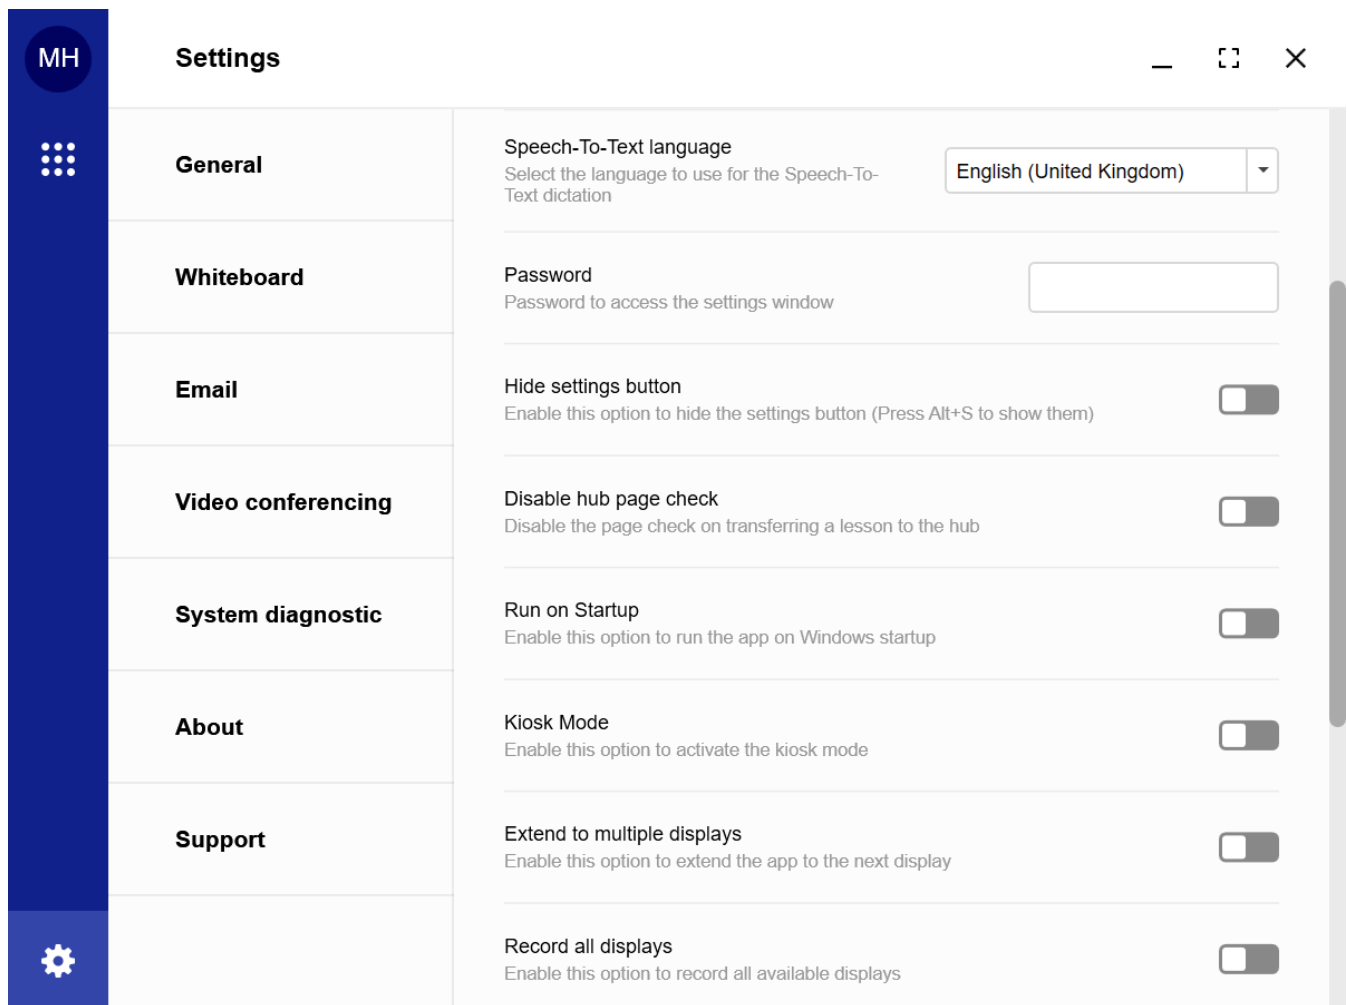 MH
Settings
General
Whiteboard
Email
Video conferencing
System diagnostic
About
Support
Speech-To-Text language
Select the language to use for the Speech-To-
Text dictation
English (United Kingdom)
Password
Password to access the settings window
Hide settings button
Enable this option to hide the settings button (Press Alt+S to show them)
Disable hub page check
Disable the page check on transferring a lesson to the hub
Run on Startup
Enable this option to run the app on Windows startup
Kiosk Mode
Enable this option to activate the kiosk mode
Extend to multiple displays
Enable this option to extend the app to the next display
Record all displays
Enable this option to record all available displays